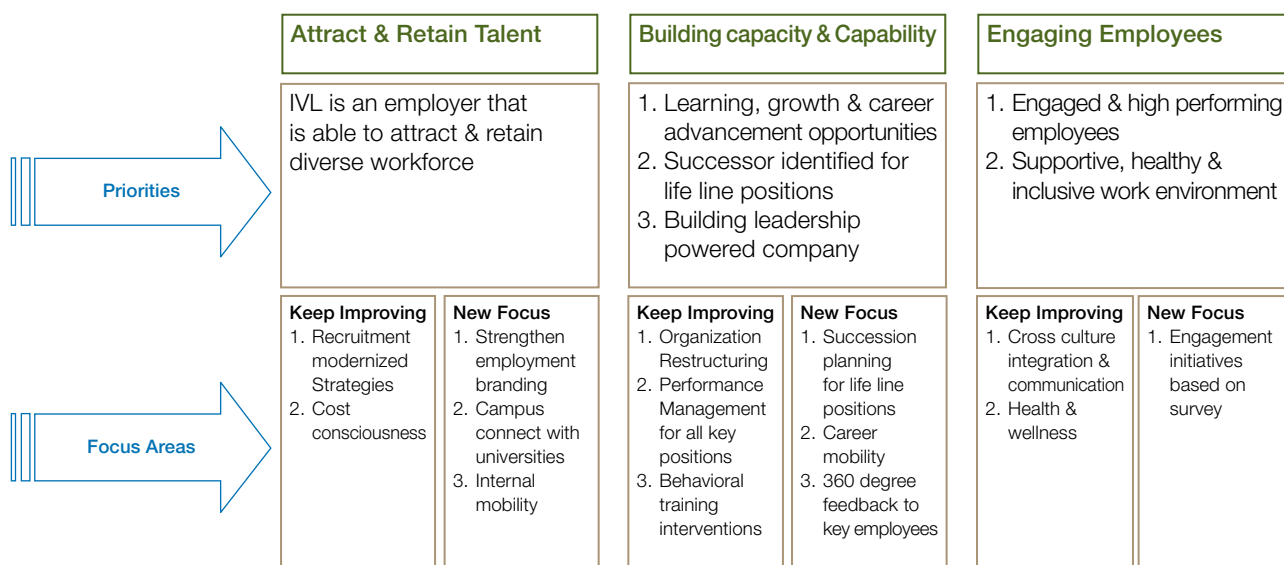 Attract & Retain Talent
Building capacity & Capability
Engaging Employees
Priorities
IVL is an employer that
is able to attract & retain
diverse workforce
1. Learning, growth & career
advancement opportunities
2. Successor identified for
life line positions
3. Building leadership
powered company
1. Engaged & high performing
employees
2. Supportive, healthy &
inclusive work environment
Focus Areas
Keep Improving
1. Recruitment
modernized
Strategies
2. Cost
consciousness
New Focus
1. Strengthen
employment
branding
2. Campus
connect with
universities
3. Internal
mobility
Keep Improving
1. Organization
Restructuring
2. Performance
Management
for all key
positions
3. Behavioral
training
interventions
New Focus
1. Succession
planning
for life line
positions
2. Career
mobility
3. 360 degree
feedback to
key employees
Keep Improving
1. Cross culture
integration &
communication
2. Health &
wellness
New Focus
1. Engagement
initiatives
based on
survey